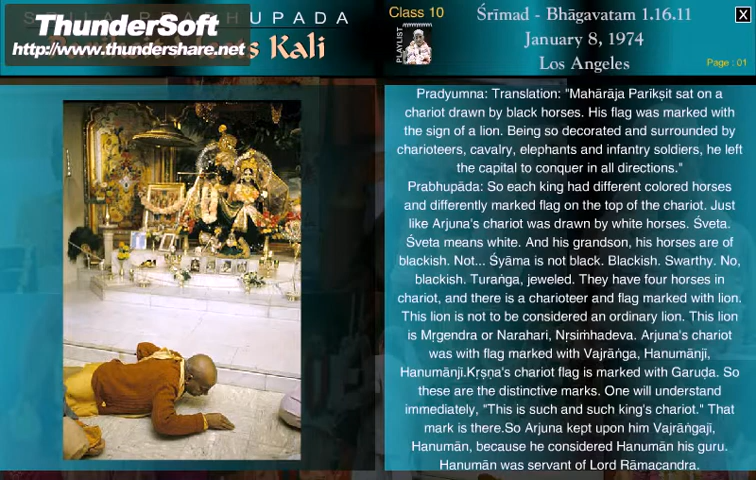 SRILA PRABHUPADA
ThunderSoft
http://www.thundershare.net
Kali
Class 10
PLAYLIST
Śrīmad - Bhāgavatam 1.16.11
January 8, 1974
Los Angeles
X
Page : 01
Pradyumna: Translation: "Mahārāja Parikṣit sat on a
chariot drawn by black horses. His flag was marked with
the sign of a lion. Being so decorated and surrounded by
charioteers, cavalry, elephants and infantry soldiers, he left
the capital to conquer in all directions."
Prabhupāda: So each king had different colored horses
and differently marked flag on the top of the chariot. Just
like Arjuna's chariot was drawn by white horses. Śveta.
Śveta means white. And his grandson, his horses are of
blackish. Not... Śyāma is not black. Blackish. Swarthy. No,
blackish. Turaṅga, jeweled. They have four horses in
chariot, and there is a charioteer and flag marked with lion.
This lion is not to be considered an ordinary lion. This lion
is Mṛgendra or Narahari, Nṛsiṁhadeva. Arjuna's chariot
was with flag marked with Vajrāṅga, Hanumānjī,
Hanumānjī.Kṛṣṇa's chariot flag is marked with Garuḍa. So
these are the distinctive marks. One will understand
immediately, "This is such and such king's chariot." That
mark is there.So Arjuna kept upon him Vajrāṅgaji,
Hanumān, because he considered Hanumān his guru.
Hanumān was servant of Lord Rāmacandra.